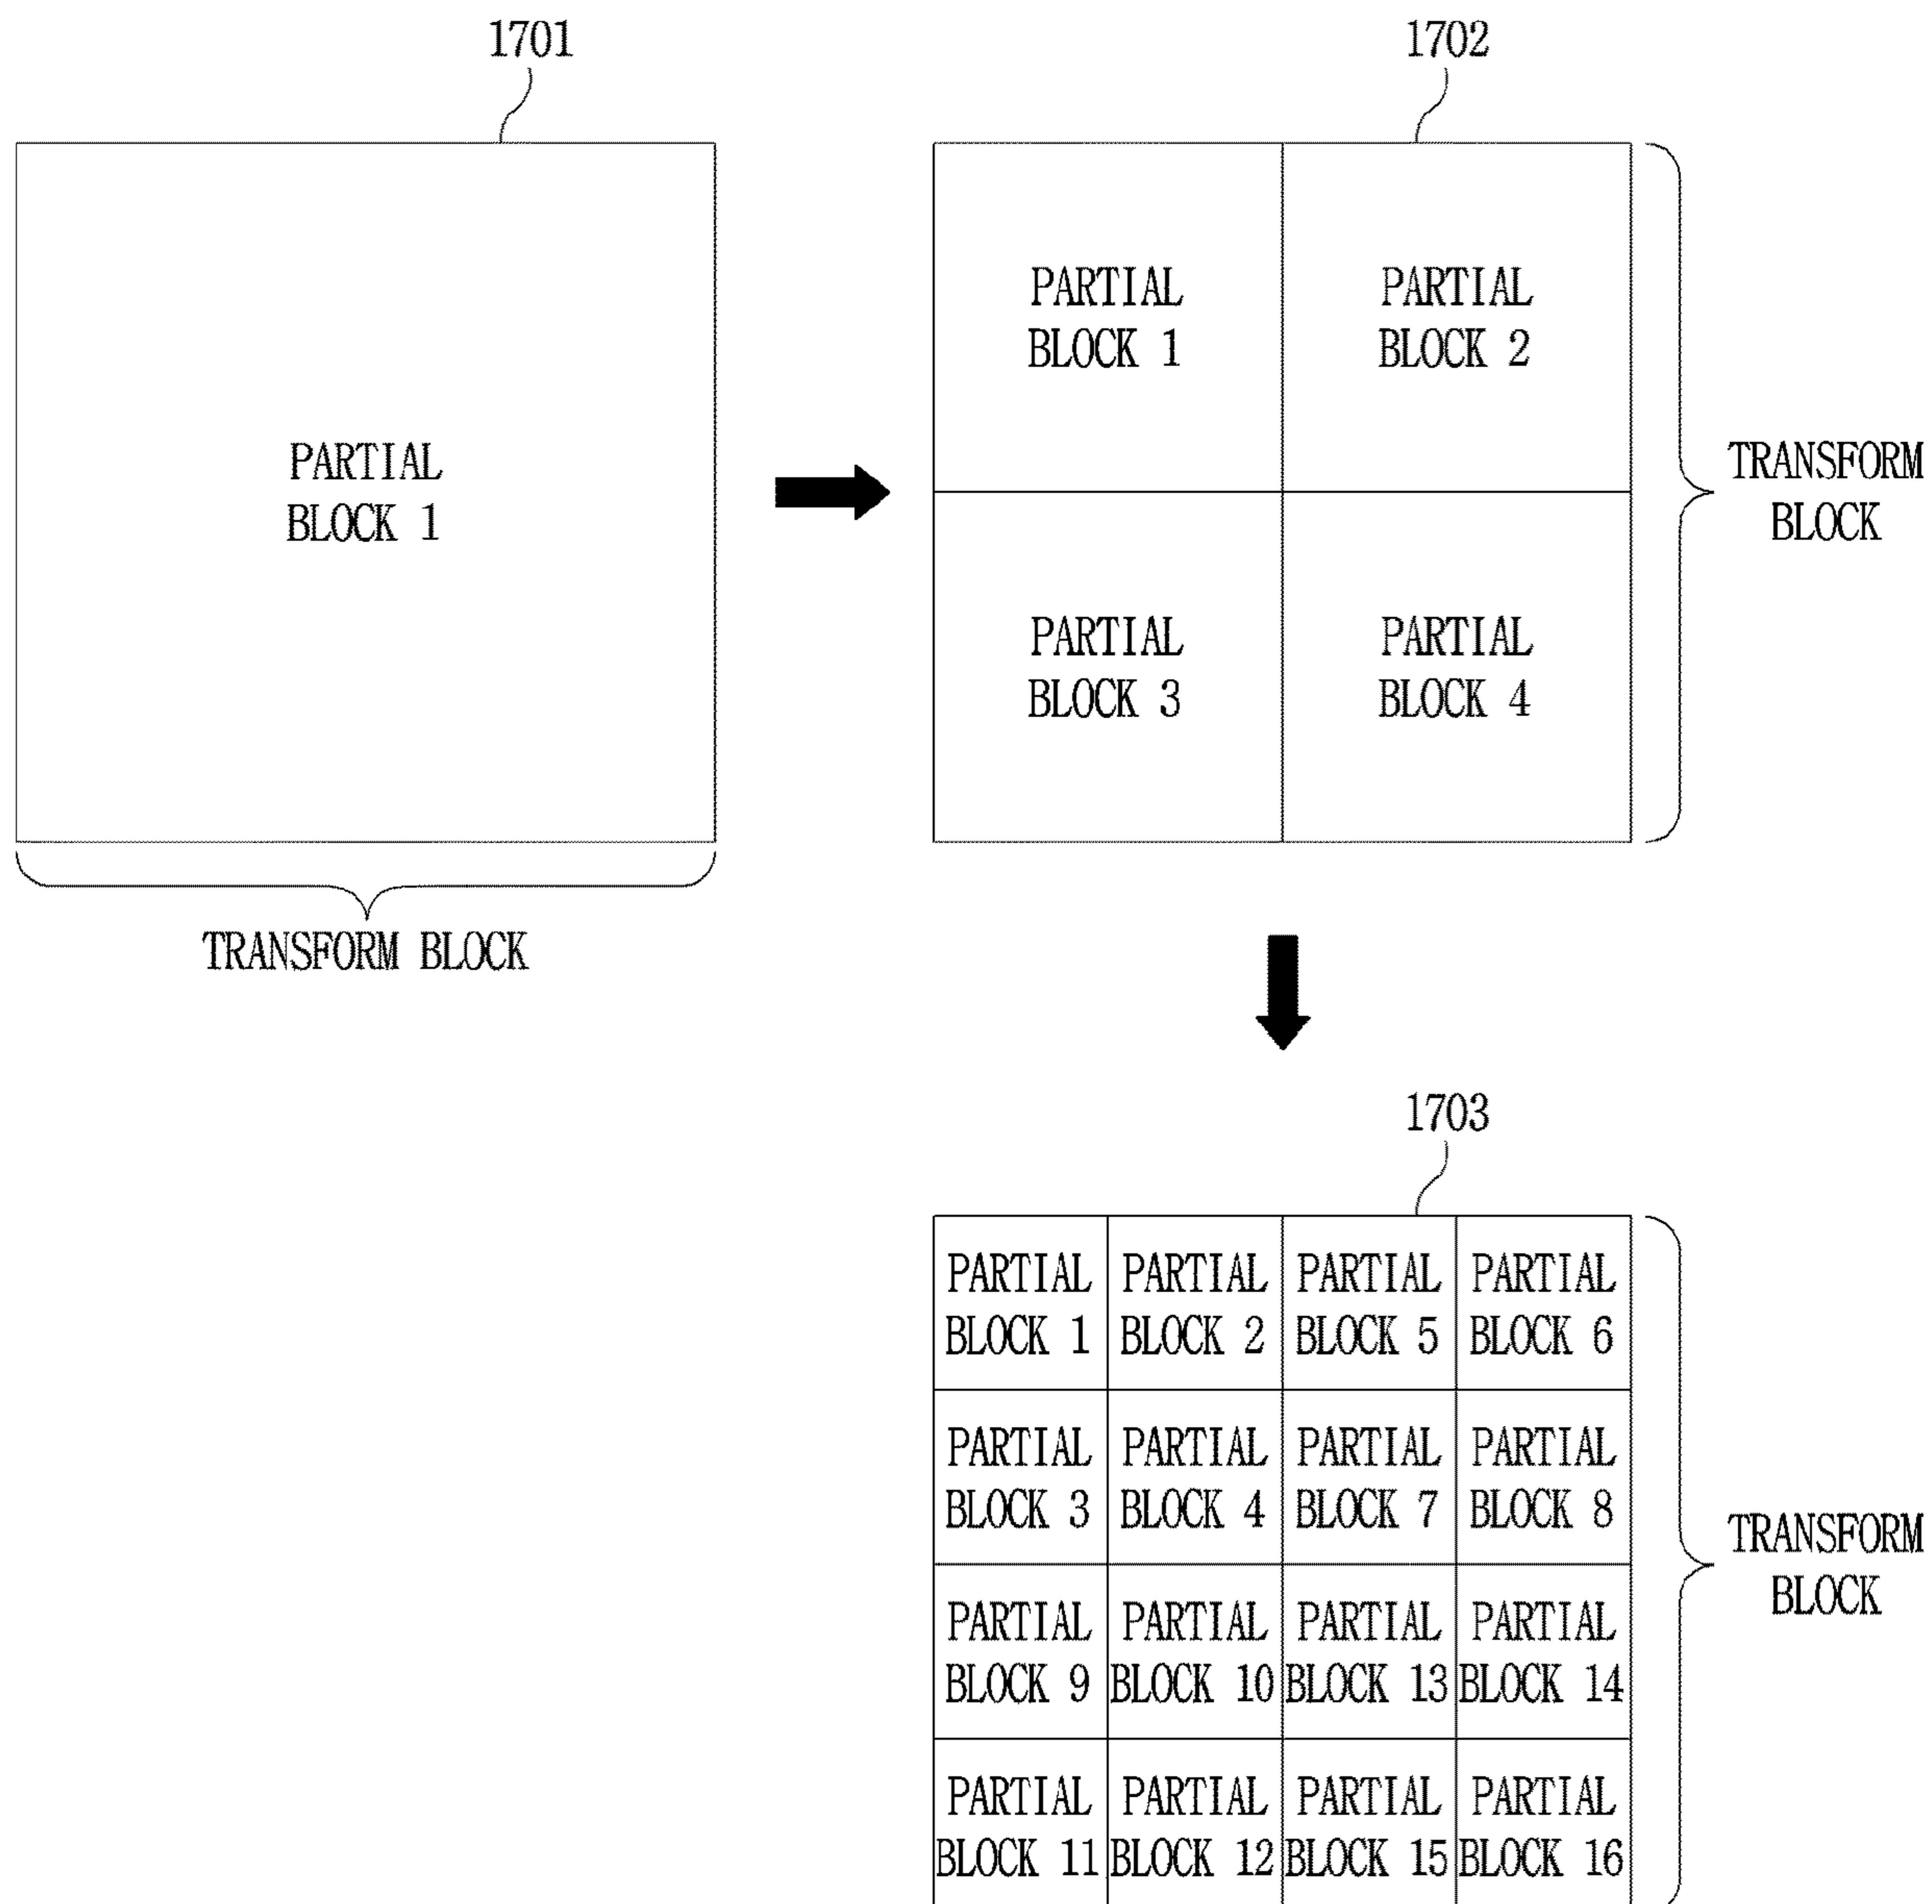 1701
PARTIAL
BLOCK 1
TRANSFORM BLOCK
1702
PARTIAL
BLOCK 1
PARTIAL
BLOCK 2
PARTIAL
BLOCK 3
PARTIAL
BLOCK 4
TRANSFORM
BLOCK
1703
PARTIAL
BLOCK 1
PARTIAL
BLOCK 2
PARTIAL
BLOCK 5
PARTIAL
BLOCK 6
PARTIAL
BLOCK 3
PARTIAL
BLOCK 4
PARTIAL
BLOCK 7
PARTIAL
BLOCK 8
PARTIAL
BLOCK 9
PARTIAL
BLOCK 10
PARTIAL
BLOCK 13
PARTIAL
BLOCK 14
PARTIAL
BLOCK 11
PARTIAL
BLOCK 12
PARTIAL
BLOCK 15
PARTIAL
BLOCK 16
TRANSFORM
BLOCK